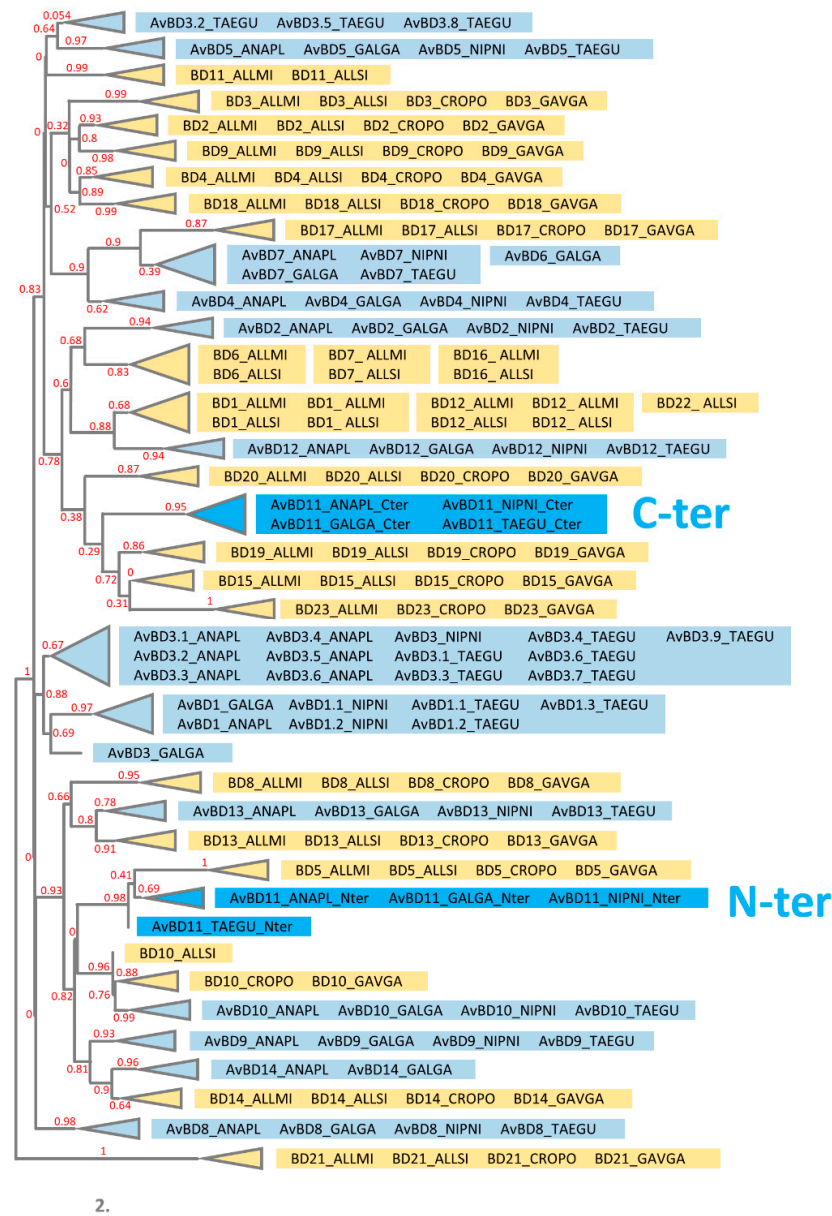 0.054
AvBD3.2_TAEGU AvBD3.5_TAEGU AvBD3.8_TAEGU
0.64
0.97
AvBD5_ANAPL AvBD5_GALGA AvBD5_NIPNI AvBD5_TAEGU
0
0.99
BD11_ALLMI BD11_ALLSI
0.99
BD3_ALLMI BD3_ALLSI BD3_CROPO BD3_GAVGA
0.93
BD2_ALLMI BD2_ALLSI BD2_CROPO BD2_GAVGA
0
0.32
0.8
BD9_ALLMI BD9_ALLSI BD9_CROPO BD9_GAVGA
0.98
0
0.85
BD4_ALLMI BD4_ALLSI BD4_CROPO BD4_GAVGA
0.89
BD18_ALLMI BD18_ALLSI BD18_CROPO BD18_GAVGA
0.99
0.52
0.87
BD17_ALLMI BD17_ALLSI BD17_CROPO BD17_GAVGA
0.9
AvBD7_ANAPL AvBD7_NIPNI AvBD6_GALGA
0.9
0.39
AvBD7_GALGA AvBD7_TAEGU
0.83
0.62
AvBD4_ANAPL AvBD4_GALGA AvBD4_NIPNI AvBD4_TAEGU
0.94
AvBD2_ANAPL AvBD2_GALGA AvBD2_NIPNI AvBD2_TAEGU
0.68
BD6_ALLMI BD7_ ALLMI BD16_ ALLMI
0.83
BD6_ALLSI BD7_ ALLSI BD16_ ALLSI
0.6
0.68
BD1_ALLMI BD1_ ALLMI BD12_ALLMI BD12_ ALLMI BD22_ ALLSI
BD1_ALLSI BD1_ ALLSI BD12_ALLSI BD12_ ALLSI
0.88
0.94
AvBD12_ANAPL AvBD12_GALGA AvBD12_NIPNI AvBD12_TAEGU
0.78
0.87
BD20_ALLMI BD20_ALLSI BD20_CROPO BD20_GAVGA
0.95
AvBD11_ANAPL_Cter AvBD11_NIPNI_Cter
C-ter
0.38
AvBD11_GALGA_Cter AvBD11_TAEGU_Cter
0.29
0.86
BD19_ALLMI BD19_ALLSI BD19_CROPO BD19_GAVGA
0.72
0
BD15_ALLMI BD15_ALLSI BD15_CROPO BD15_GAVGA
0.31
1
BD23_ALLMI BD23_CROPO BD23_GAVGA
0.67
AvBD3.1_ANAPL AvBD3.4_ANAPL AvBD3_NIPNI AvBD3.4_TAEGU AvBD3.9_TAEGU
AvBD3.2_ANAPL AvBD3.5_ANAPL AvBD3.1_TAEGU AvBD3.6_TAEGU
1
AvBD3.3_ANAPL AvBD3.6_ANAPL AvBD3.3_TAEGU AvBD3.7_TAEGU
0.88
0.97
AvBD1_GALGA AvBD1.1_NIPNI AvBD1.1_TAEGU AvBD1.3_TAEGU
AvBD1_ANAPL AvBD1.2_NIPNI AvBD1.2_TAEGU
0.69
AvBD3_GALGA
0.95
BD8_ALLMI BD8_ALLSI BD8_CROPO BD8_GAVGA
0.66
0.78
AvBD13_ANAPL AvBD13_GALGA AvBD13_NIPNI AvBD13_TAEGU
0.8
0.91
BD13_ALLMI BD13_ALLSI BD13_CROPO BD13_GAVGA
0
1
BD5_ALLMI BD5_ALLSI BD5_CROPO BD5_GAVGA
0.41
0.93
0.98
0.69
AvBD11_ANAPL_Nter AvBD11_GALGA_Nter AvBD11_NIPNI_Nter
N-ter
AvBD11_TAEGU_Nter
0
BD10_ALLSI
0.96
0.88
BD10_CROPO BD10_GAVGA
0.82
0.76
0.99
AvBD10_ANAPL AvBD10_GALGA AvBD10_NIPNI AvBD10_TAEGU
0
0.93
AvBD9_ANAPL AvBD9_GALGA AvBD9_NIPNI AvBD9_TAEGU
0.81
0.96
AvBD14_ANAPL AvBD14_GALGA
0.9
0.64
BD14_ALLMI BD14_ALLSI BD14_CROPO BD14_GAVGA
0.98
AvBD8_ANAPL AvBD8_GALGA AvBD8_NIPNI AvBD8_TAEGU
1
BD21_ALLMI BD21_ALLSI BD21_CROPO BD21_GAVGA
2.